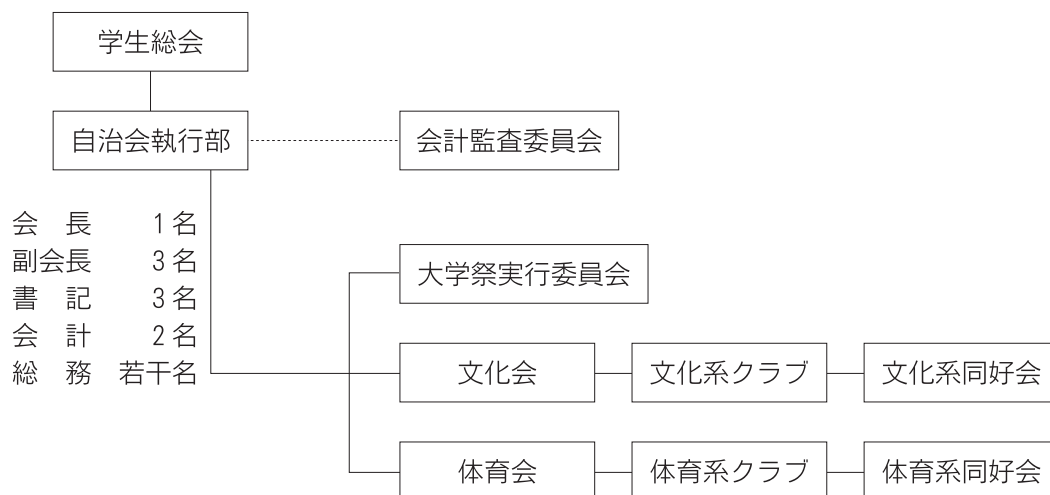 学生総会
自治会執行部
会計監査委員会
会　長　1名
副会長　3名
書　記　3名
会　計　2名
総　務　若干名
大学祭実行委員会
文化会
文化系クラブ
文化系同好会
体育会
体育系クラブ
体育系同好会